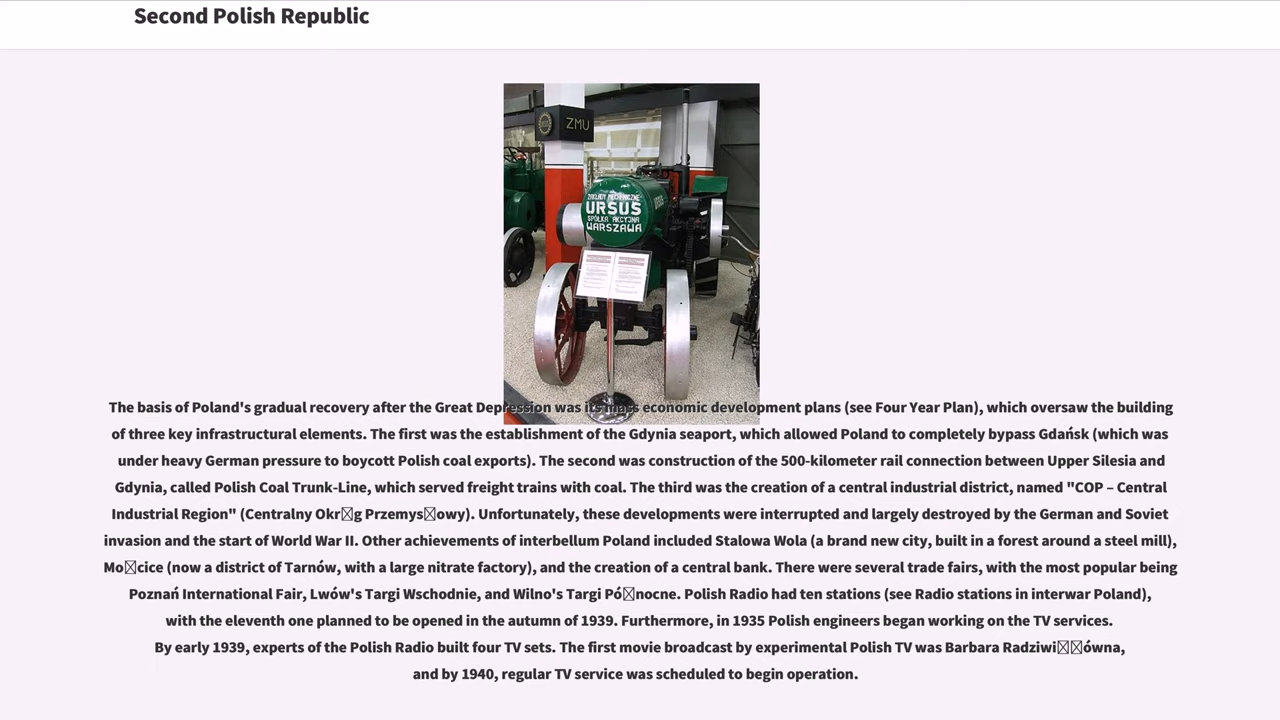 Second Polish Republic
ZMU
ZAKŁADY MECHANICZNE
URSUS
SPÓŁKA AKCYJNA
WARSZAWA
URSUS
The basis of Poland's gradual recovery after the Great Depression was its mass economic development plans (see Four Year Plan), which oversaw the building
of three key infrastructural elements. The first was the establishment of the Gdynia seaport, which allowed Poland to completely bypass Gdańsk (which was
under heavy German pressure to boycott Polish coal exports). The second was construction of the 500-kilometer rail connection between Upper Silesia and
Gdynia, called Polish Coal Trunk-Line, which served freight trains with coal. The third was the creation of a central industrial district, named "COP – Central
Industrial Region" (Centralny Okr□g Przemys□owy). Unfortunately, these developments were interrupted and largely destroyed by the German and Soviet
invasion and the start of World War II. Other achievements of interbellum Poland included Stalowa Wola (a brand new city, built in a forest around a steel mill),
Mo□cice (now a district of Tarnów, with a large nitrate factory), and the creation of a central bank. There were several trade fairs, with the most popular being
Poznań International Fair, Lwów's Targi Wschodnie, and Wilno's Targi Pó□nocne. Polish Radio had ten stations (see Radio stations in interwar Poland),
with the eleventh one planned to be opened in the autumn of 1939. Furthermore, in 1935 Polish engineers began working on the TV services.
By early 1939, experts of the Polish Radio built four TV sets. The first movie broadcast by experimental Polish TV was Barbara Radziwi□□ówna,
and by 1940, regular TV service was scheduled to begin operation.